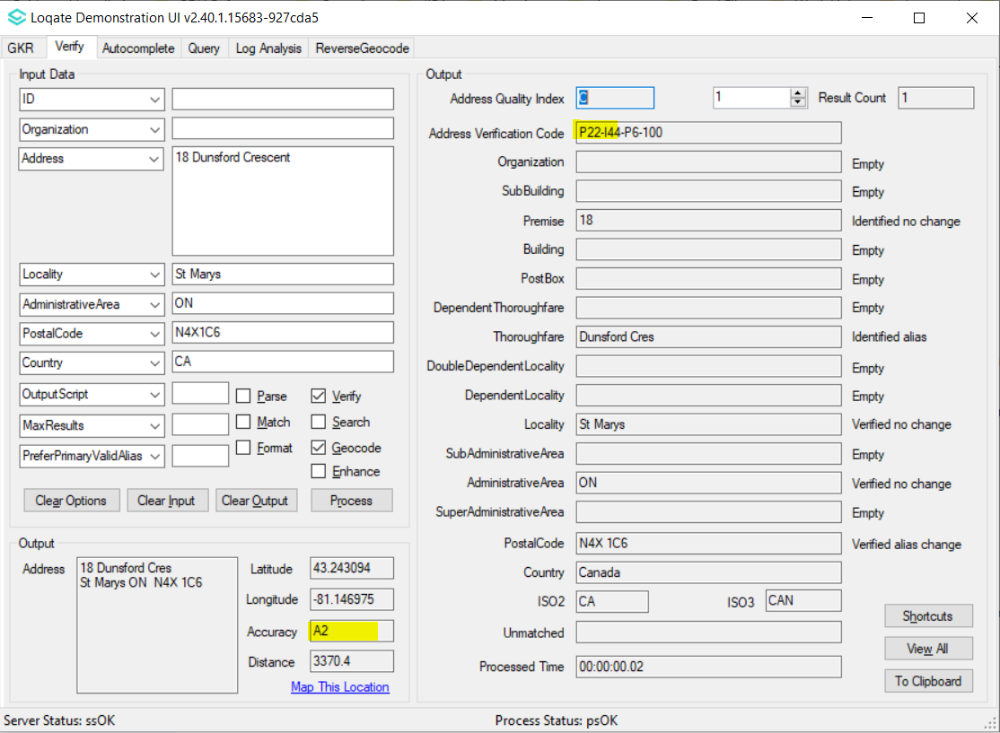 Loqate Demonstration UI v2.40.1.15683-927cda5
GKR Verify Autocomplete Query Log Analysis ReverseGeocode
Input Data
ID
Organization
Address 18 Dunsford Crescent
Locality St Marys
AdministrativeArea ON
PostalCode N4X1C6
Country CA
OutputScript Parse Verify
MaxResults Match Search
PreferPrimaryValidAlias Format Geocode
Enhance
Clear Options Clear Input Clear Output Process
Output
Address 18 Dunsford Cres
St Marys ON  N4X 1C6
Latitude 43.243094
Longitude -81.146975
Accuracy A2
Distance 3370.4
Map This Location
Output
Address Quality Index C 1 Result Count 1
Address Verification Code P22-I44-P6-100
Organization Empty
SubBuilding Empty
Premise 18 Identified no change
Building Empty
PostBox Empty
DependentThoroughfare Empty
Thoroughfare Dunsford Cres Identified alias
DoubleDependentLocality Empty
DependentLocality Empty
Locality St Marys Verified no change
SubAdministrativeArea Empty
AdministrativeArea ON Verified no change
SuperAdministrativeArea Empty
PostalCode N4X 1C6 Verified alias change
Country Canada
ISO2 CA ISO3 CAN
Unmatched
Processed Time 00:00:00.02
Shortcuts
View All
To Clipboard
Server Status: ssOK Process Status: psOK